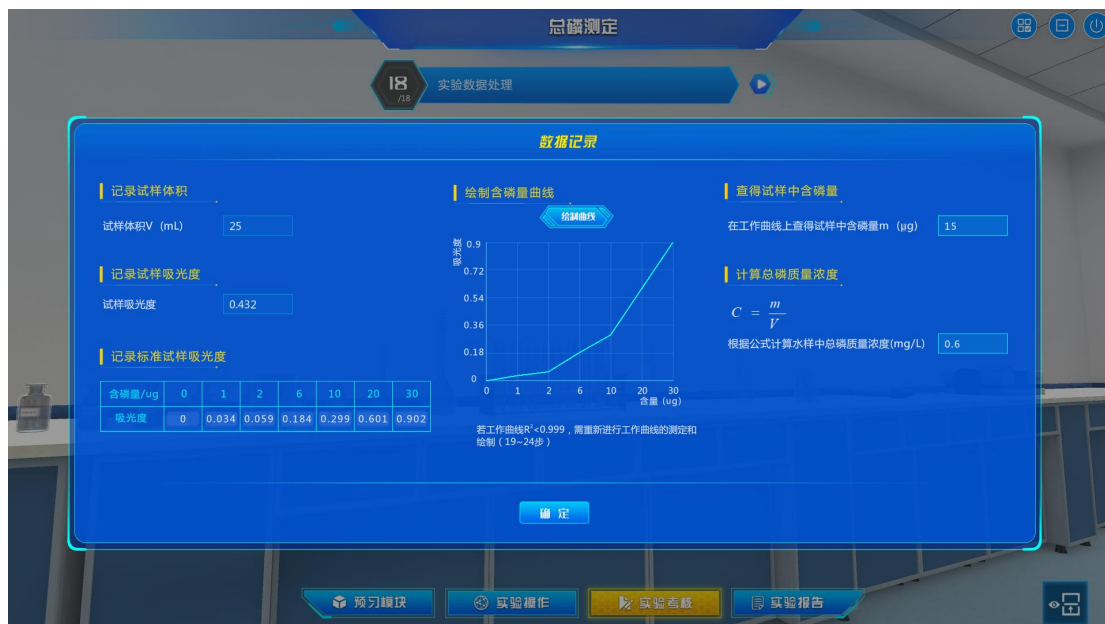 总磷测定
18
/18
实验数据处理
数据记录
记录试样体积
试样体积V（mL） 25
记录试样吸光度
试样吸光度 0.432
记录标准试样吸光度
含磷量/ug 0 1 2 6 10 20 30
吸光度 0 0.034 0.059 0.184 0.299 0.601 0.902
绘制含磷量曲线
绘制曲线
吸光度
0.9
0.72
0.54
0.36
0.18
0
0 1 2 6 10 20 30
含量 (ug)
若工作曲线R²<0.999，需重新进行工作曲线的测定和
绘制（19~24步）
查得试样中含磷量
在工作曲线上查得试样中含磷量m（μg） 15
计算总磷质量浓度
C = m/V
根据公式计算水样中总磷质量浓度(mg/L) 0.6
确定
预习模块 实验操作 实验考核 实验报告